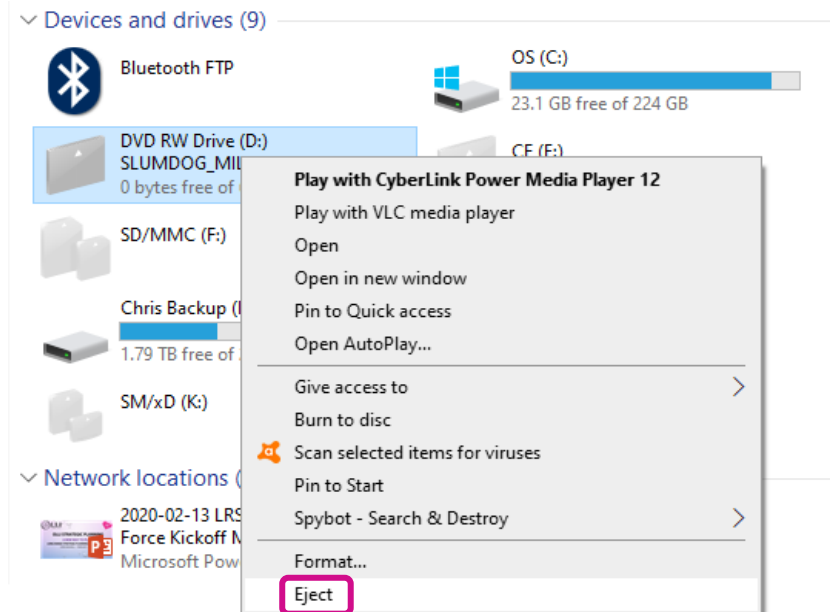 Devices and drives (9)
Bluetooth FTP
OS (C:)
23.1 GB free of 224 GB
DVD RW Drive (D:)
SLUMDOG_MIL
0 bytes free of
CF (E:)
SD/MMC (F:)
Chris Backup (
1.79 TB free of
SM/xD (K:)
Play with CyberLink Power Media Player 12
Play with VLC media player
Open
Open in new window
Pin to Quick access
Open AutoPlay...
Give access to
Burn to disc
Scan selected items for viruses
Pin to Start
Spybot - Search & Destroy
Format...
Eject
Network locations (
2020-02-13 LRS
Force Kickoff
Microsoft Pow